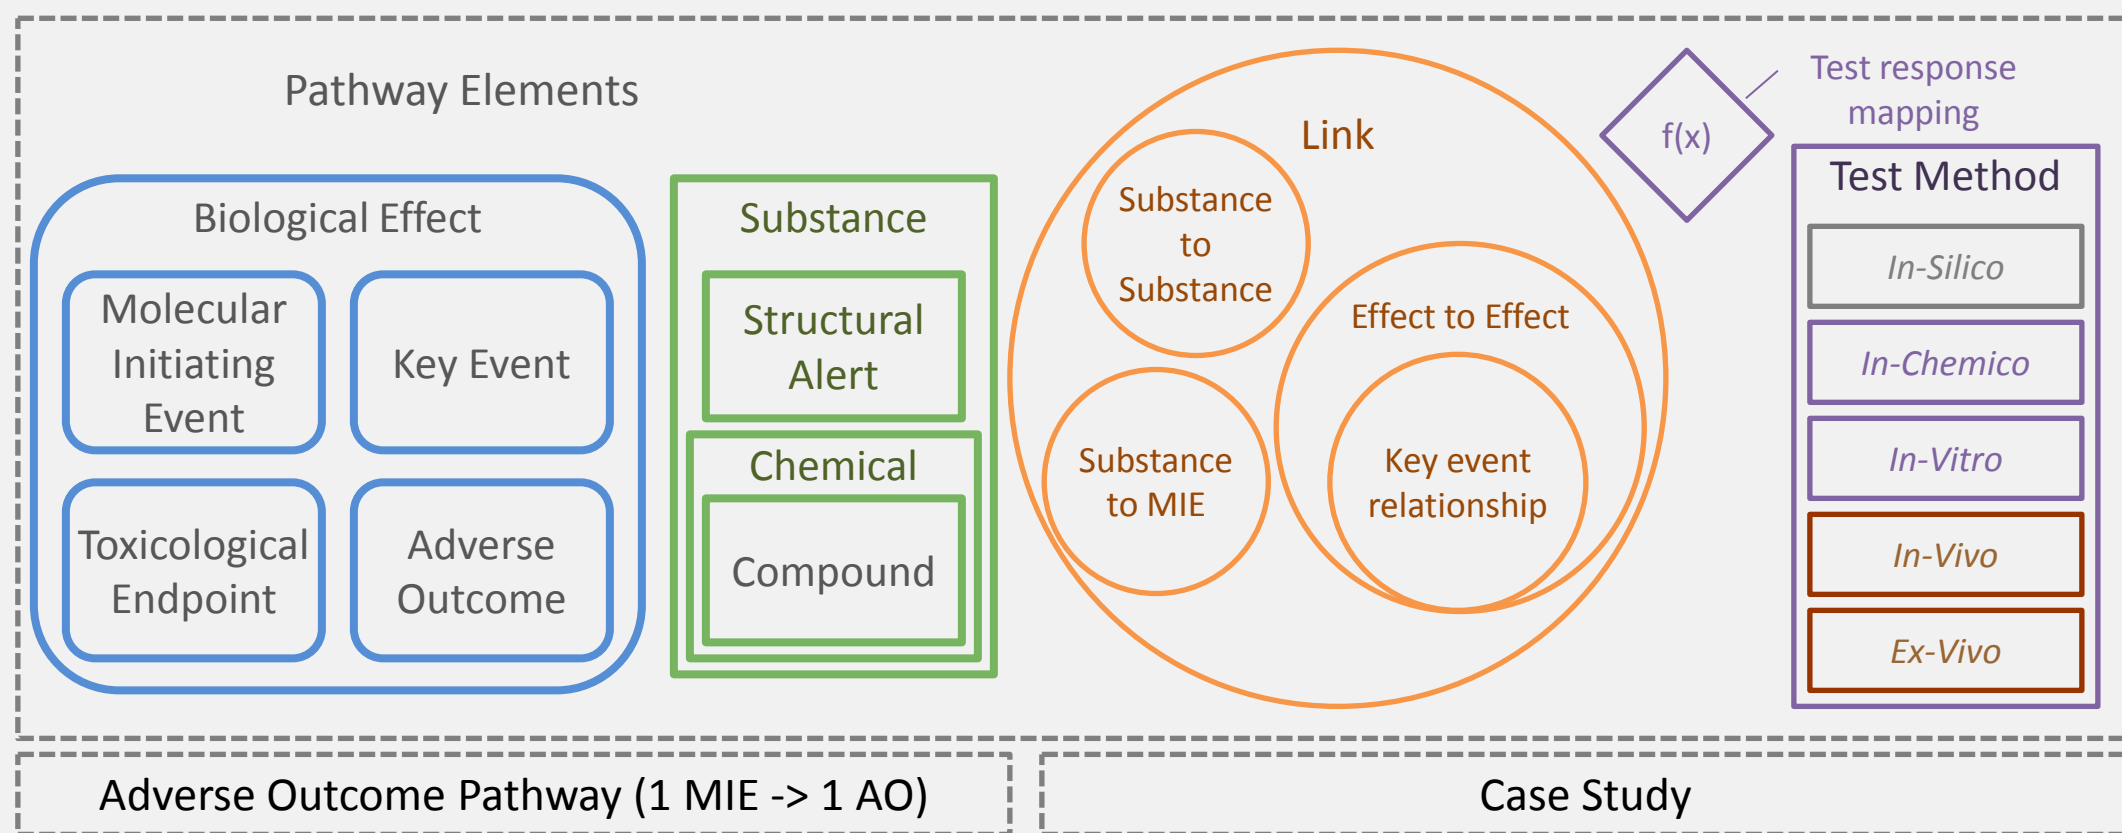 Pathway Elements
Biological Effect
Molecular
Initiating
Event
Key Event
Toxicological
Endpoint
Adverse
Outcome
Substance
Structural
Alert
Chemical
Compound
Link
Substance
to
Substance
Effect to Effect
Substance
to MIE
Key event
relationship
f(x)
Test response
mapping
Test Method
In-Silico
In-Chemico
In-Vitro
In-Vivo
Ex-Vivo
Adverse Outcome Pathway (1 MIE -> 1 AO)
Case Study